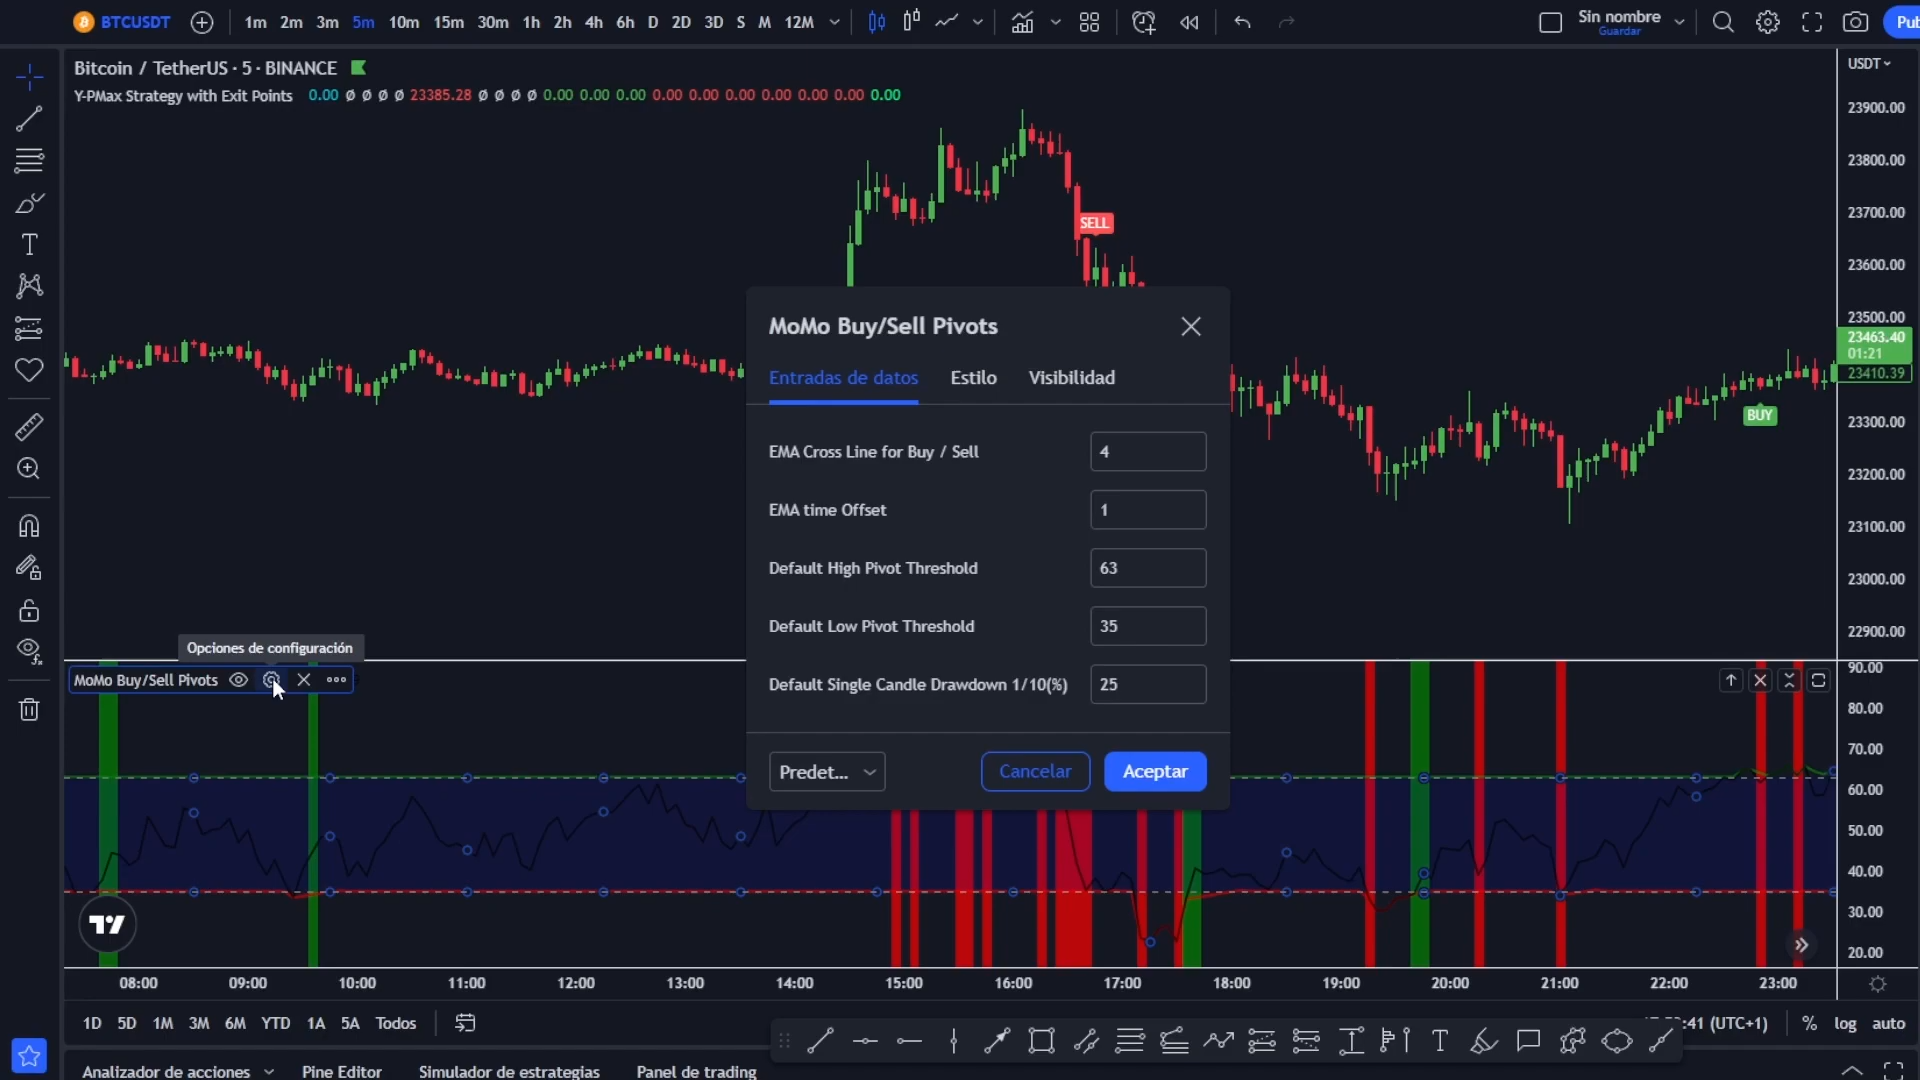 BTCUSDT 1m 2m 3m 5m 10m 15m 30m 1h 2h 4h 6h D 2D 3D S M 12M Sin nombre
Guardar
Pub
Bitcoin / TetherUS · 5 · BINANCE
USDT
Y-PMax Strategy with Exit Points 0.00 Ø Ø Ø Ø 23385.28 Ø Ø Ø Ø 0.00 0.00 0.00 0.00 0.00 0.00 0.00 0.00 0.00 0.00
23900.00
23800.00
23700.00
SELL
23600.00
23500.00
23463.40
01:21
23410.39
BUY
23300.00
23200.00
23100.00
23000.00
22900.00
MoMo Buy/Sell Pivots
Entradas de datos Estilo Visibilidad
EMA Cross Line for Buy / Sell 4
EMA time Offset 1
Default High Pivot Threshold 63
Default Low Pivot Threshold 35
Default Single Candle Drawdown 1/10(%) 25
Predet... Cancelar Aceptar
Opciones de configuración
MoMo Buy/Sell Pivots
90.00
80.00
70.00
60.00
50.00
40.00
30.00
20.00
08:00 09:00 10:00 11:00 12:00 13:00 14:00 15:00 16:00 17:00 18:00 19:00 20:00 21:00 22:00 23:00
1D 5D 1M 3M 6M YTD 1A 5A Todos
:41 (UTC+1) % log auto
Analizador de acciones Pine Editor Simulador de estrategias Panel de trading